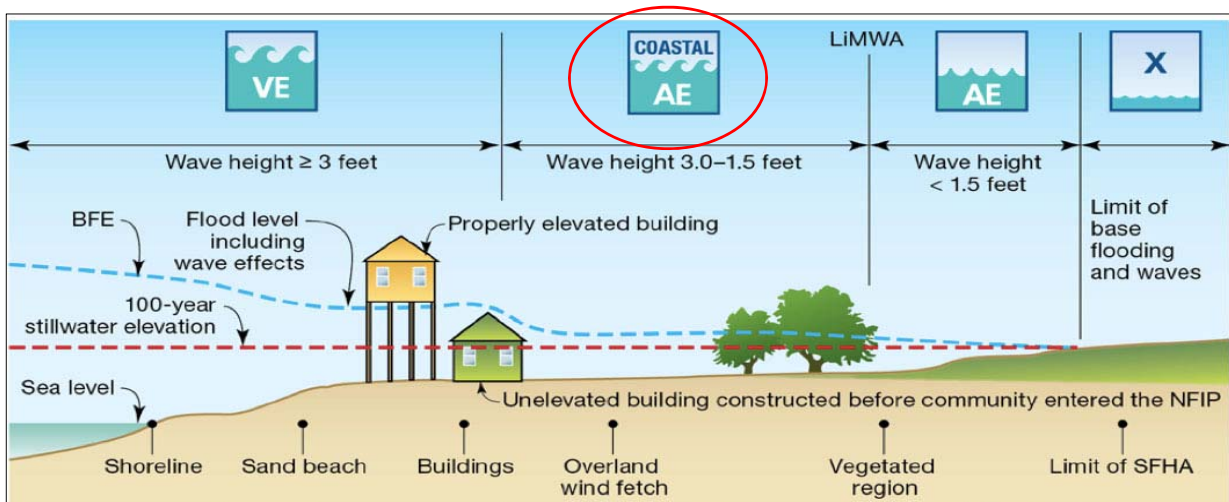 VE
COASTAL
AE
LiMWA
AE
X
Wave height ≥ 3 feet
Wave height 3.0–1.5 feet
Wave height
< 1.5 feet
BFE
Flood level
including
wave effects
Properly elevated building
Limit of
base
flooding
and waves
100-year
stillwater elevation
Sea level
Unelevated building constructed before community entered the NFIP
Shoreline
Sand beach
Buildings
Overland
wind fetch
Vegetated
region
Limit of SFHA